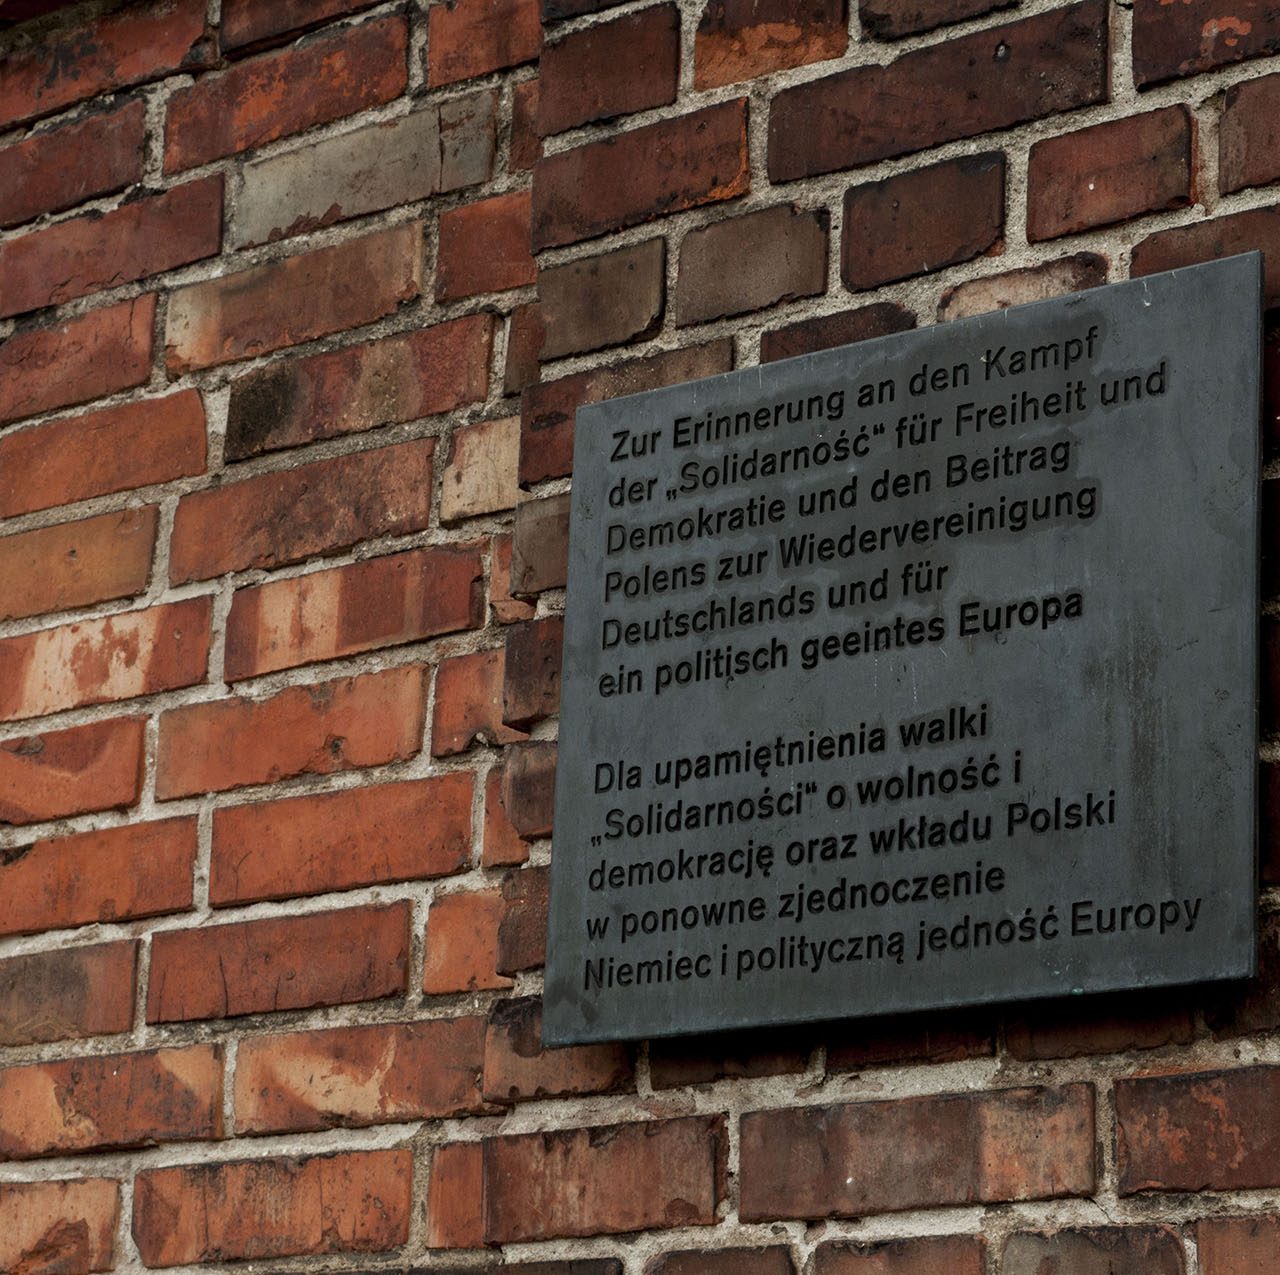 Zur Erinnerung an den Kampf
der „Solidarność“ für Freiheit und
Demokratie und den Beitrag
Polens zur Wiedervereinigung
Deutschlands und für
ein politisch geeintes Europa
Dla upamiętnienia walki
„Solidarności“ o wolność i
demokrację oraz wkładu Polski
w ponowne zjednoczenie
Niemiec i polityczną jedność Europy